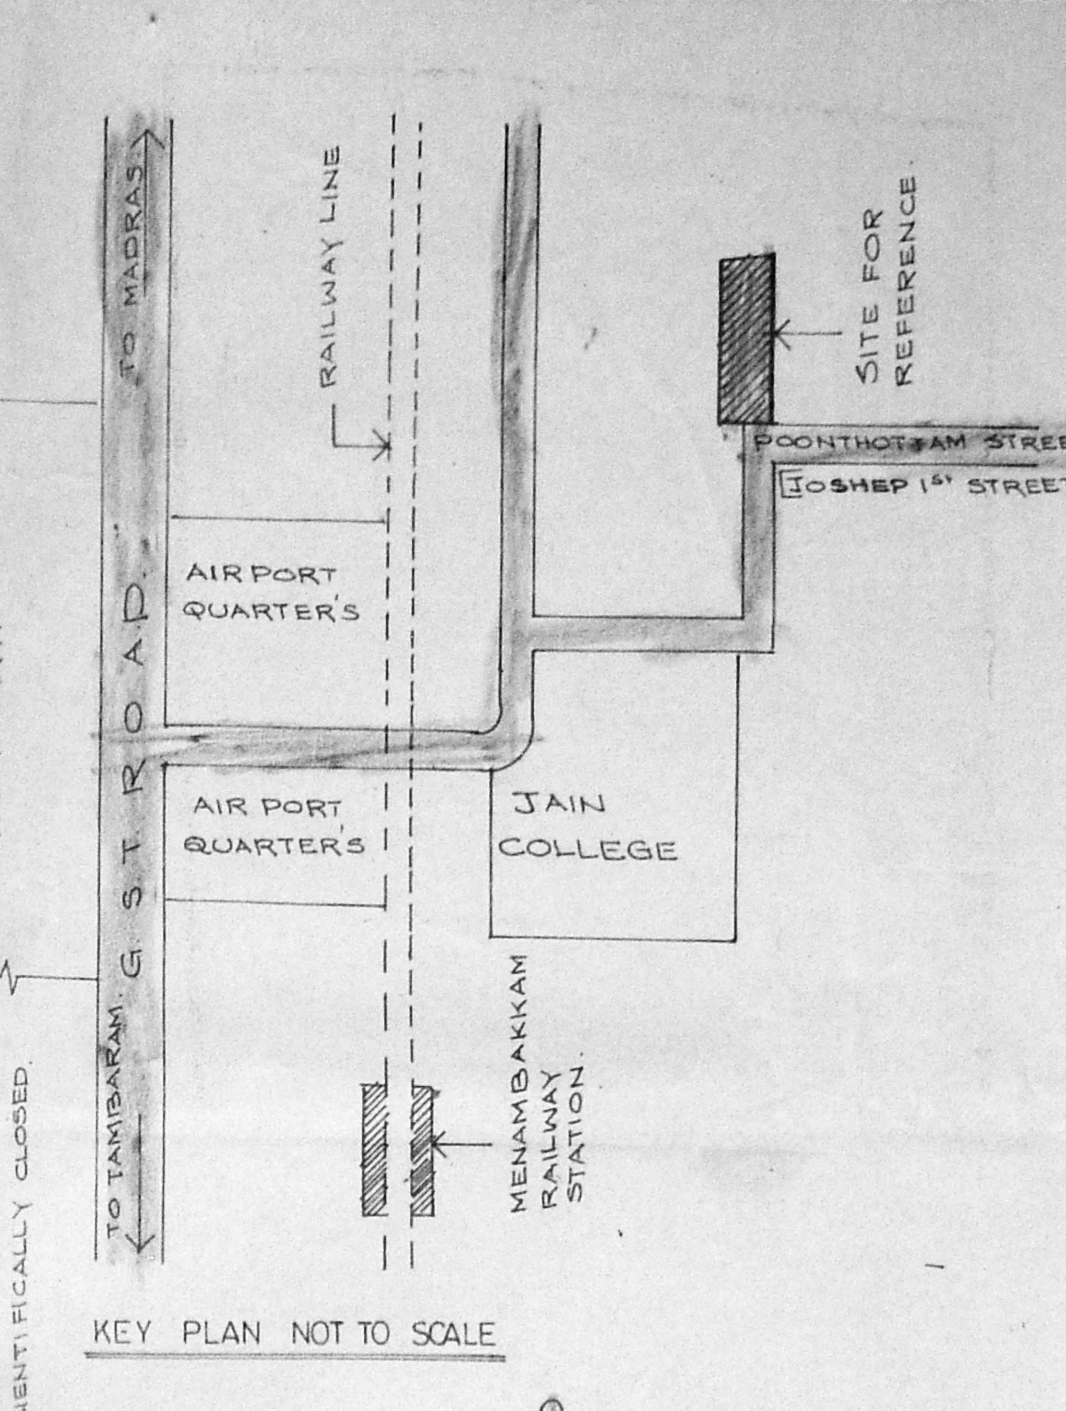 TO MADRAS
RAILWAY LINE
SITE FOR
REFERENCE.
POONTHOTTAM STREE
[JOSHEP 1ST STREET
AIRPORT
QUARTER'S
G. S. T. ROAD.
AIR PORT
QUARTER'S
JAIN
COLLEGE
TO TAMBARAM.
MENAMBAKKAM
RAILWAY
STATION.
IENTIFICALLY CLOSED.
KEY PLAN NOT TO SCALE